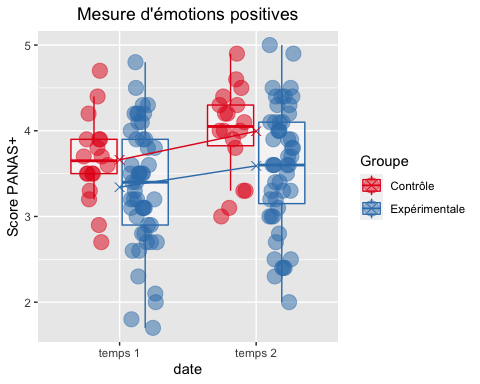 Mesure d'émotions positives
Score PANAS+
5
4
3
2
temps 1
temps 2
date
Groupe
Contrôle
Expérimentale